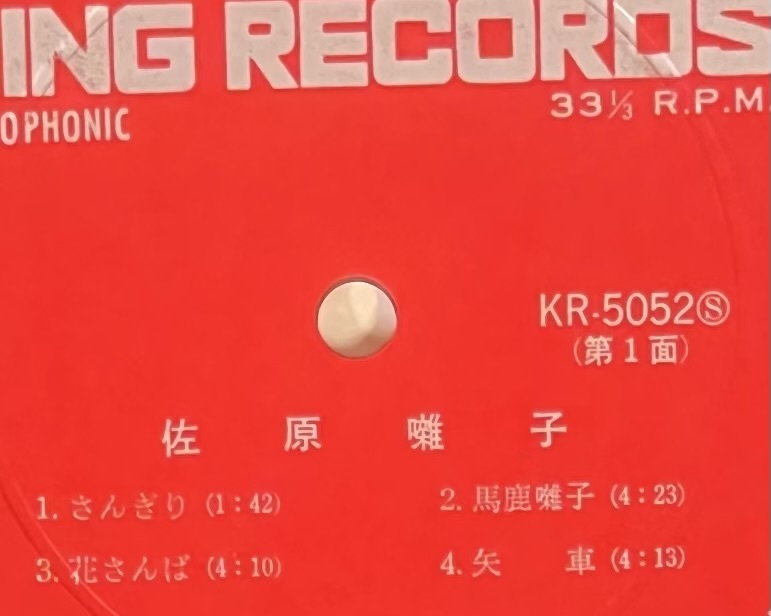 ING RECORDS
OPHONIC
33⅓ R.P.M.
KR-5052Ⓢ
(第1面)
佐原囃子
1. さんぎり (1:42)
2. 馬鹿囃子 (4:23)
3. 花さんば (4:10)
4. 矢車 (4:13)